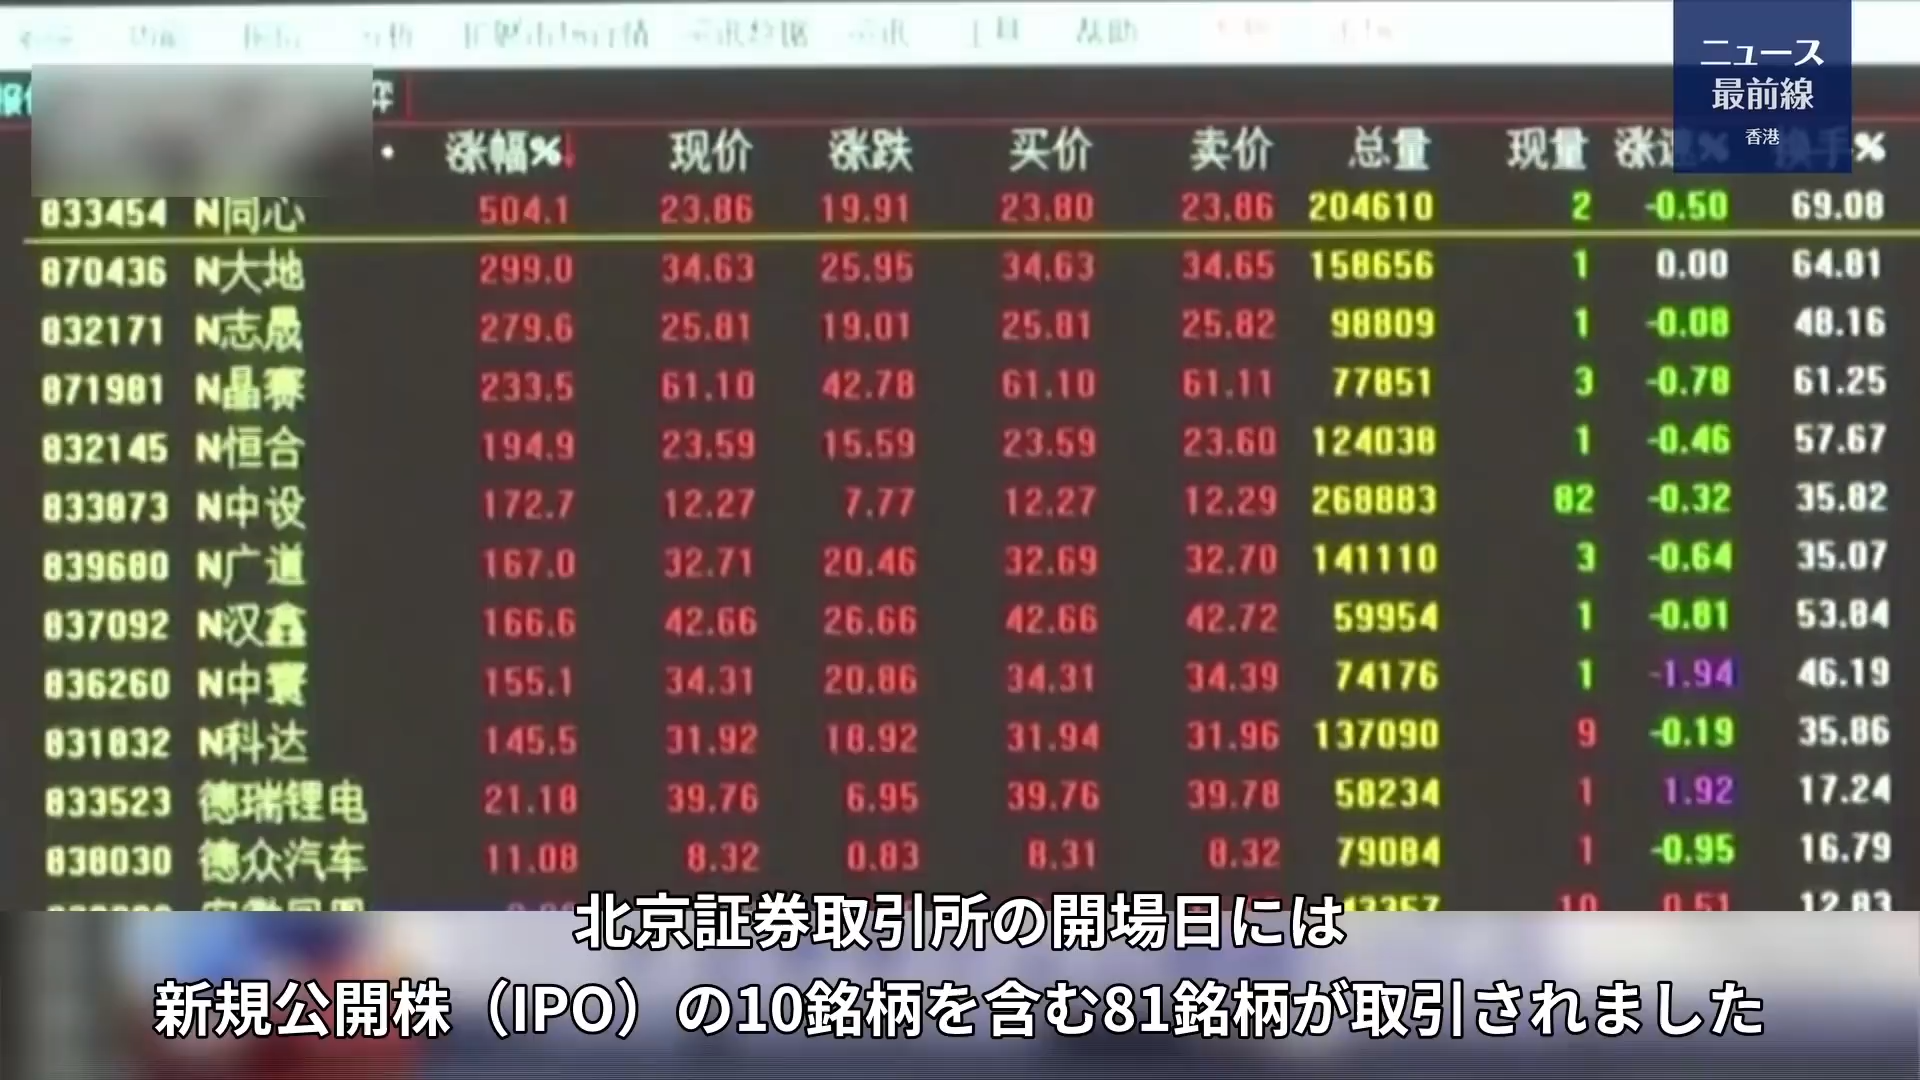 ニュース
最前線
香港
帮助
涨幅%↓ 现价 涨跌 买价 卖价 总量 现量 涨速% 换手%
833454 N同心 504.1 23.86 19.91 23.80 23.86 204610 2 -0.50 69.08
870436 N大地 299.0 34.63 25.95 34.63 34.65 158656 1 0.00 64.81
832171 N志晟 279.6 25.81 19.01 25.81 25.82 98809 1 -0.08 48.16
871981 N晶赛 233.5 61.10 42.78 61.10 61.11 77851 3 -0.78 61.25
832145 N恒合 194.9 23.59 15.59 23.59 23.60 124038 1 -0.46 57.67
833873 N中设 172.7 12.27 7.77 12.27 12.29 268883 82 -0.32 35.82
839680 N广道 167.0 32.71 20.46 32.69 32.70 141110 3 -0.64 35.07
837092 N汉鑫 166.6 42.66 26.66 42.66 42.72 59954 1 -0.81 53.84
836260 N中寰 155.1 34.31 20.86 34.31 34.39 74176 1 -1.94 46.19
831832 N科达 145.5 31.92 18.92 31.94 31.96 137090 9 -0.19 35.86
833523 德瑞锂电 21.18 39.76 6.95 39.76 39.78 58234 1 1.92 17.24
838030 德众汽车 11.08 8.32 0.83 8.31 8.32 79084 1 -0.95 16.79
北京証券取引所の開場日には
新規公開株（IPO）の10銘柄を含む81銘柄が取引されました